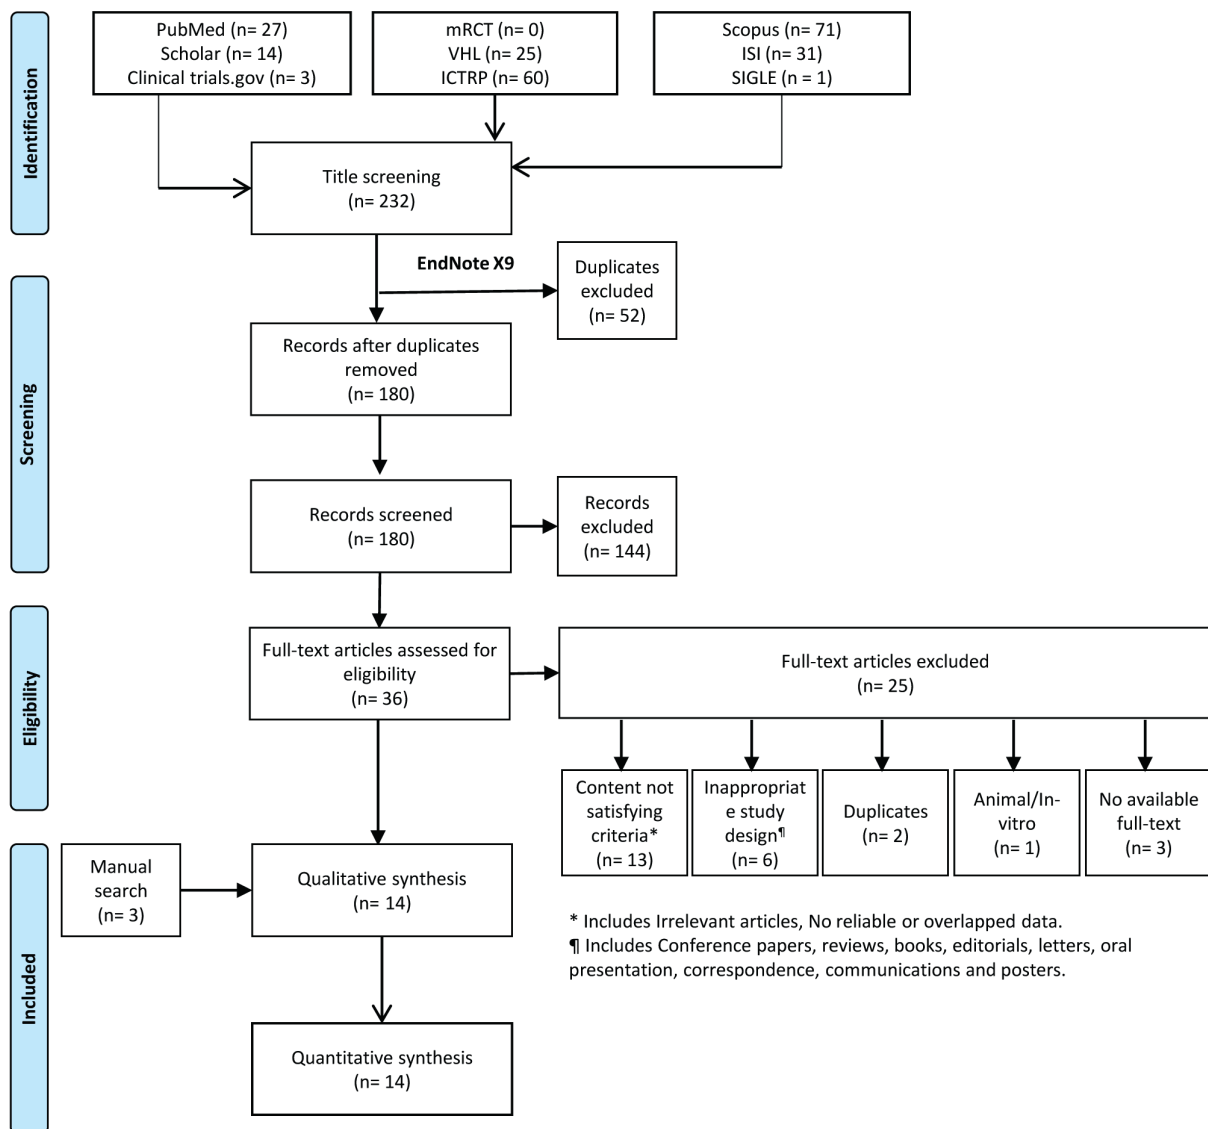 Identification
PubMed (n= 27)
Scholar (n= 14)
Clinical trials.gov (n= 3)
mRCT (n= 0)
VHL (n= 25)
ICTRP (n= 60)
Scopus (n= 71)
ISI (n= 31)
SIGLE (n = 1)
Title screening
(n= 232)
Screening
EndNote X9
Duplicates
excluded
(n= 52)
Records after duplicates
removed
(n= 180)
Records screened
(n= 180)
Records
excluded
(n= 144)
Eligibility
Full-text articles assessed for
eligibility
(n= 36)
Full-text articles excluded
(n= 25)
Content not
satisfying
criteria*
(n= 13)
Inappropriat
e study
design¶
(n= 6)
Duplicates
(n= 2)
Animal/In-
vitro
(n= 1)
No available
full-text
(n= 3)
Included
Manual
search
(n= 3)
Qualitative synthesis
(n= 14)
* Includes Irrelevant articles, No reliable or overlapped data.
¶ Includes Conference papers, reviews, books, editorials, letters, oral
presentation, correspondence, communications and posters.
Quantitative synthesis
(n= 14)